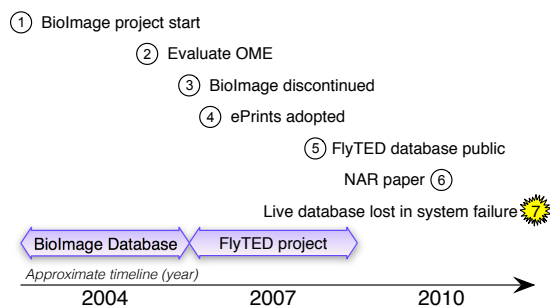 1 BioImage project start
2 Evaluate OME
3 BioImage discontinued
4 ePrints adopted
5 FlyTED database public
NAR paper 6
Live database lost in system failure 7
BioImage Database FlyTED project
Approximate timeline (year)
2004 2007 2010